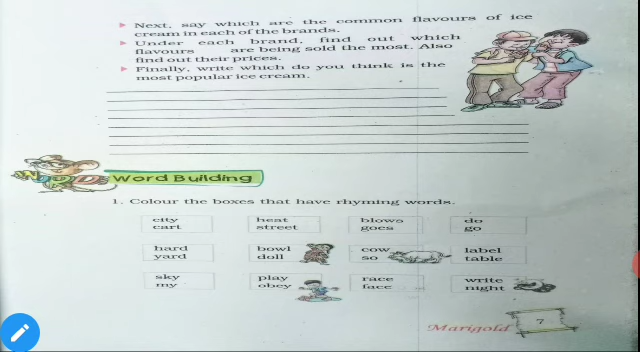 Next, say which are the common flavours of ice
cream in each of the brands.
Under each brand, find out which
flavours are being sold the most. Also
find out their prices.
Finally, write which do you think is the
most popular ice cream.
WORD
Word Building
1. Colour the boxes that have rhyming words.
city heat blows do
cart street goes go
hard bowl cow label
yard doll so table
sky play race write
my obey face night
Marigold 7